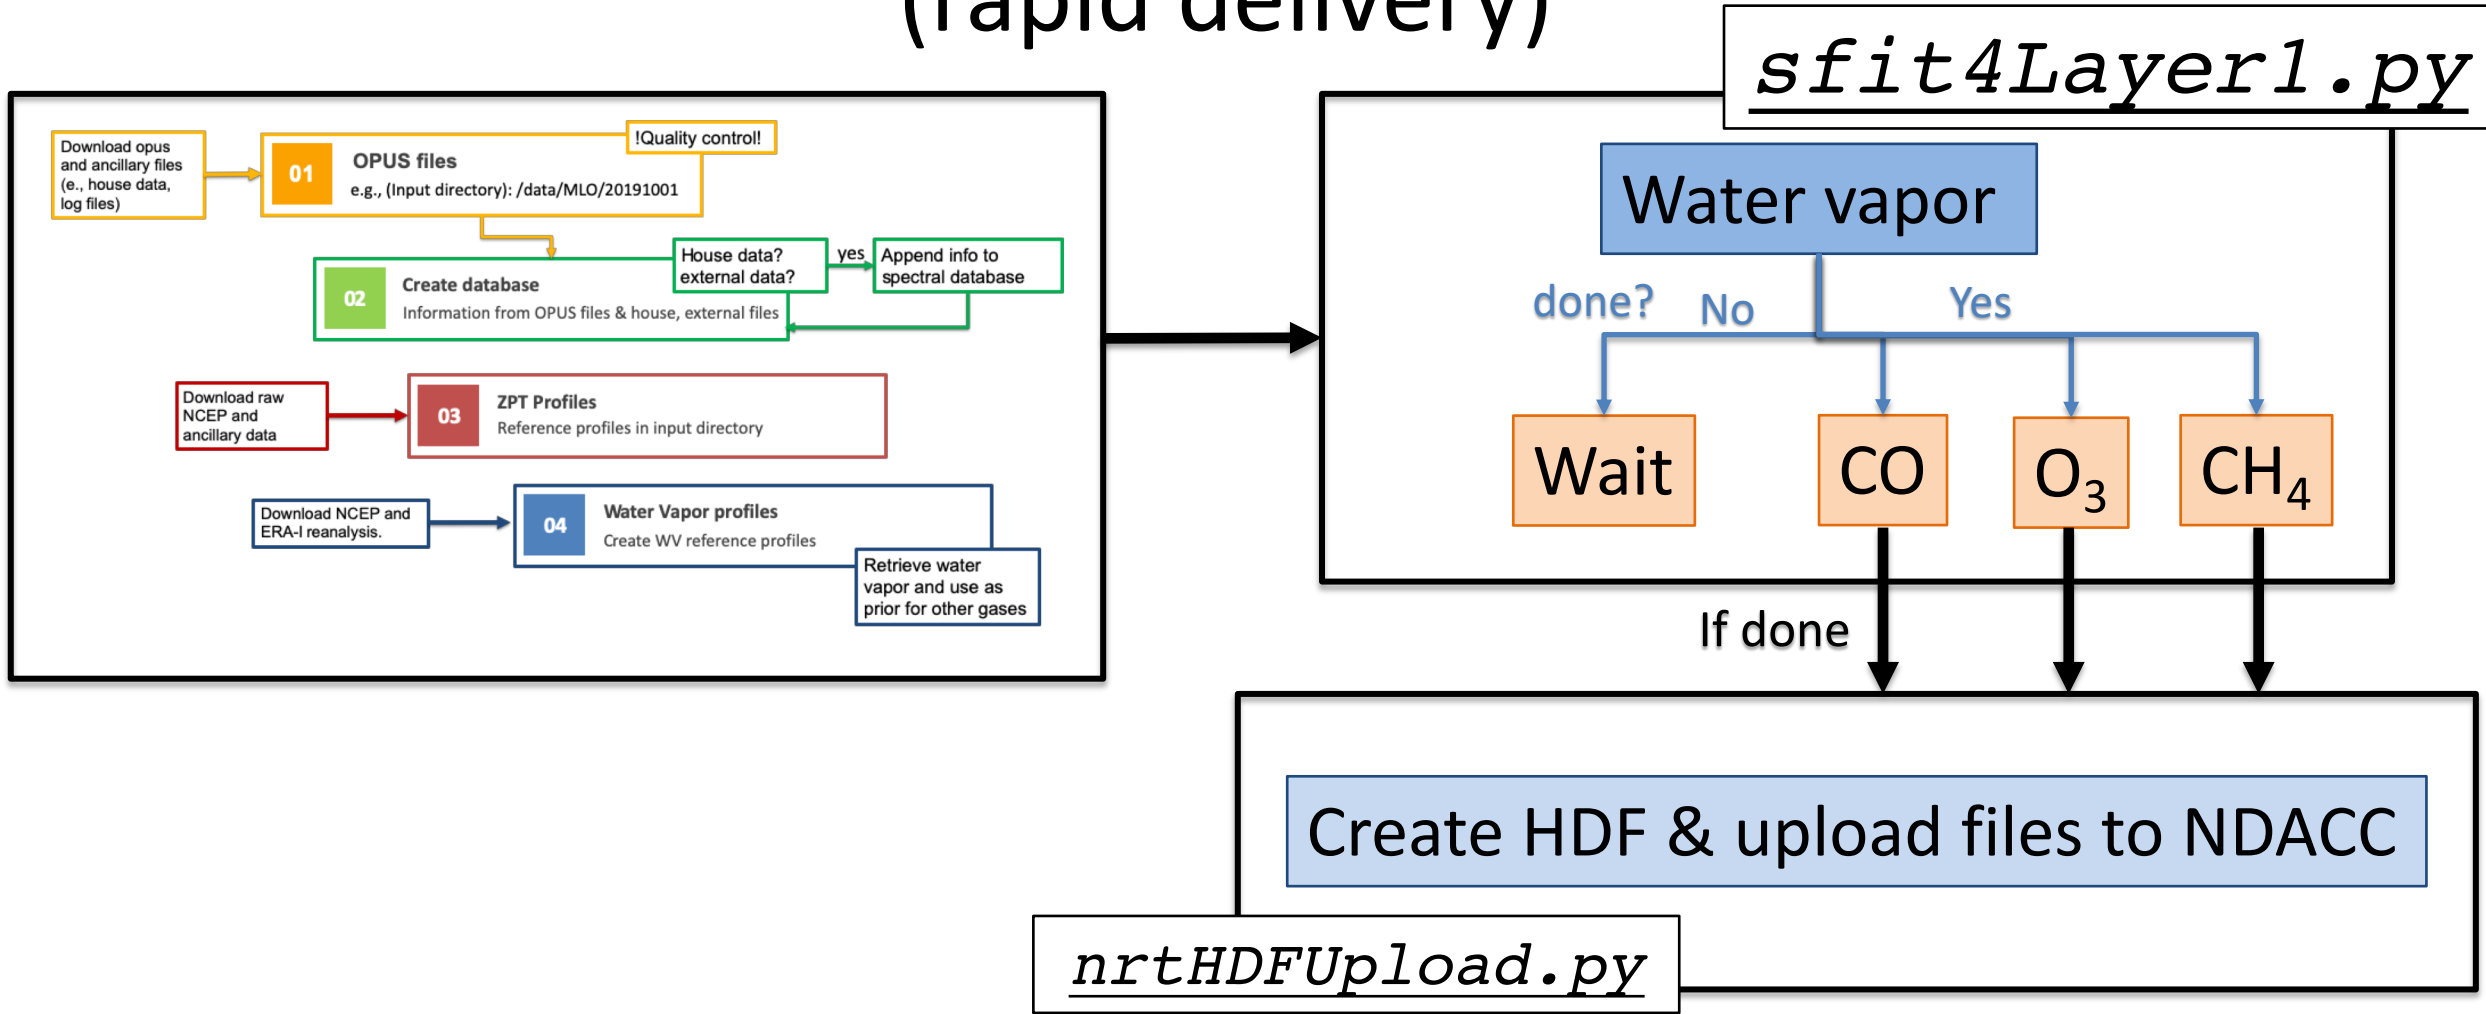 (rapid delivery)
sfit4Layer1.py
Download opus
and ancillary files
(e., house data,
log files)
01
OPUS files
e.g., (Input directory): /data/MLO/20191001
!Quality control!
02
Create database
Information from OPUS files & house, external files
House data?
external data?
yes
Append info to
spectral database
Download raw
NCEP and
ancillary data
03
ZPT Profiles
Reference profiles in input directory
Download NCEP and
ERA-I reanalysis.
04
Water Vapor profiles
Create WV reference profiles
Retrieve water
vapor and use as
prior for other gases
Water vapor
done? No Yes
Wait
CO
O₃
CH₄
If done
Create HDF & upload files to NDACC
nrtHDFUpload.py